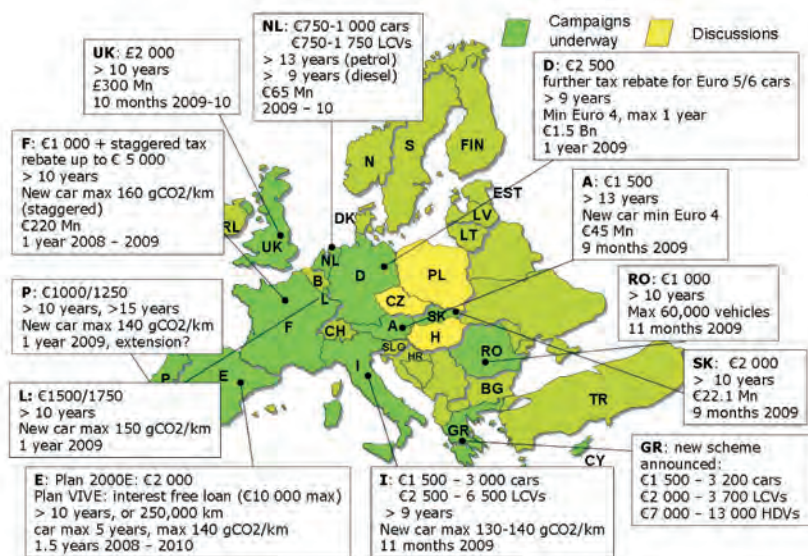 Campaigns
underway
Discussions
UK: £2 000
> 10 years
£300 Mn
10 months 2009-10
NL: €750-1 000 cars
€750-1 750 LCVs
> 13 years (petrol)
> 9 years (diesel)
€65 Mn
2009 – 10
D: €2 500
further tax rebate for Euro 5/6 cars
> 9 years
Min Euro 4, max 1 year
€1.5 Bn
1 year 2009
F: €1 000 + staggered tax
rebate up to € 5 000
> 10 years
New car max 160 gCO2/km
(staggered)
€220 Mn
1 year 2008 – 2009
A: €1 500
> 13 years
New car min Euro 4
€45 Mn
9 months 2009
RO: €1 000
> 10 years
Max 60,000 vehicles
11 months 2009
P: €1000/1250
> 10 years, >15 years
New car max 140 gCO2/km
1 year 2009, extension?
SK: €2 000
> 10 years
€22.1 Mn
9 months 2009
L: €1500/1750
> 10 years
New car max 150 gCO2/km
1 year 2009
E: Plan 2000E: €2 000
Plan VIVE: interest free loan (€10 000 max)
> 10 years, or 250,000 km
car max 5 years, max 140 gCO2/km
1.5 years 2008 – 2010
I: €1 500 – 3 000 cars
€2 500 – 6 500 LCVs
> 9 years
New car max 130-140 gCO2/km
11 months 2009
GR: new scheme
announced:
€1 500 – 3 200 cars
€2 000 – 3 700 LCVs
€7 000 – 13 000 HDVs
N
S
FIN
EST
LV
LT
DK
RL
UK
NL
B
L
D
PL
CZ
SK
F
CH
A
H
SLO
HR
RO
BG
P
E
I
GR
TR
CY